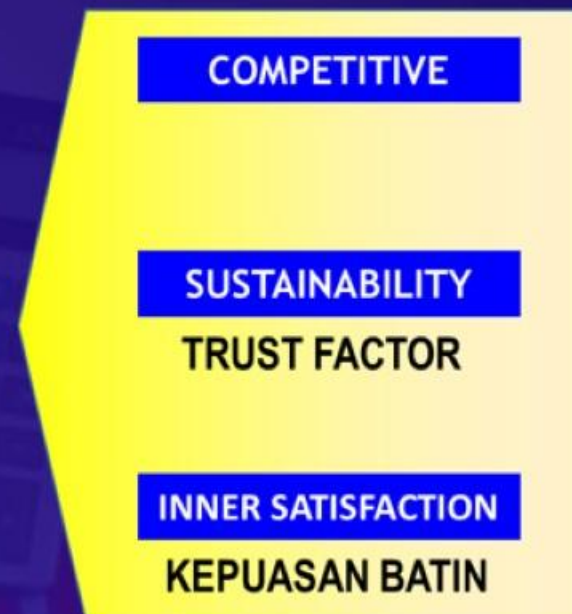 COMPETITIVE
SUSTAINABILITY
TRUST FACTOR
INNER SATISFACTION
KEPUASAN BATIN